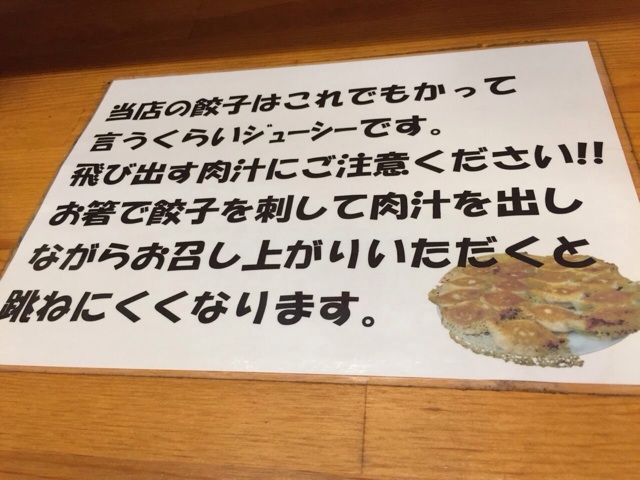 当店の餃子はこれでもかって
言うくらいｼﾞｭｰｼｰです。
飛び出す肉汁にご注意ください!!
お箸で餃子を刺して肉汁を出し
ながらお召し上がりいただくと
跳ねにくくなります。